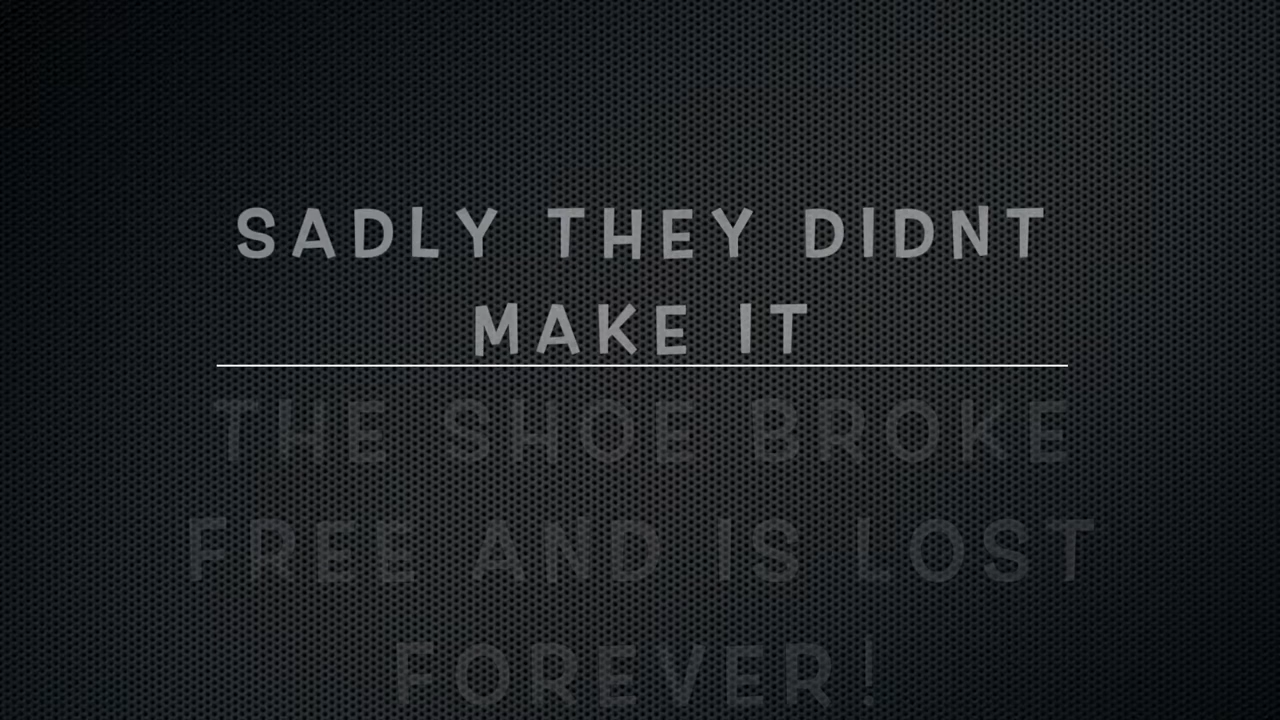 SADLY THEY DIDNT
MAKE IT
THE SHOE BROKE
FREE AND IS LOST
FOREVER!